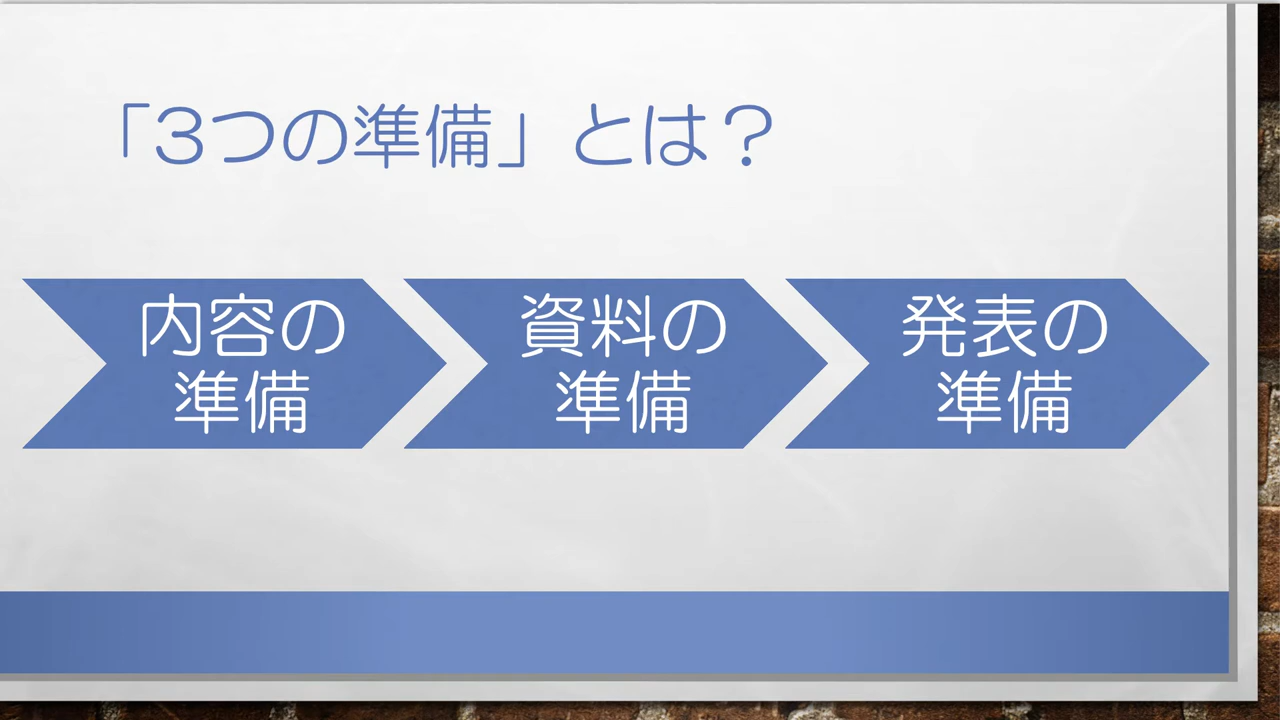 「3つの準備」とは？
内容の
準備
資料の
準備
発表の
準備